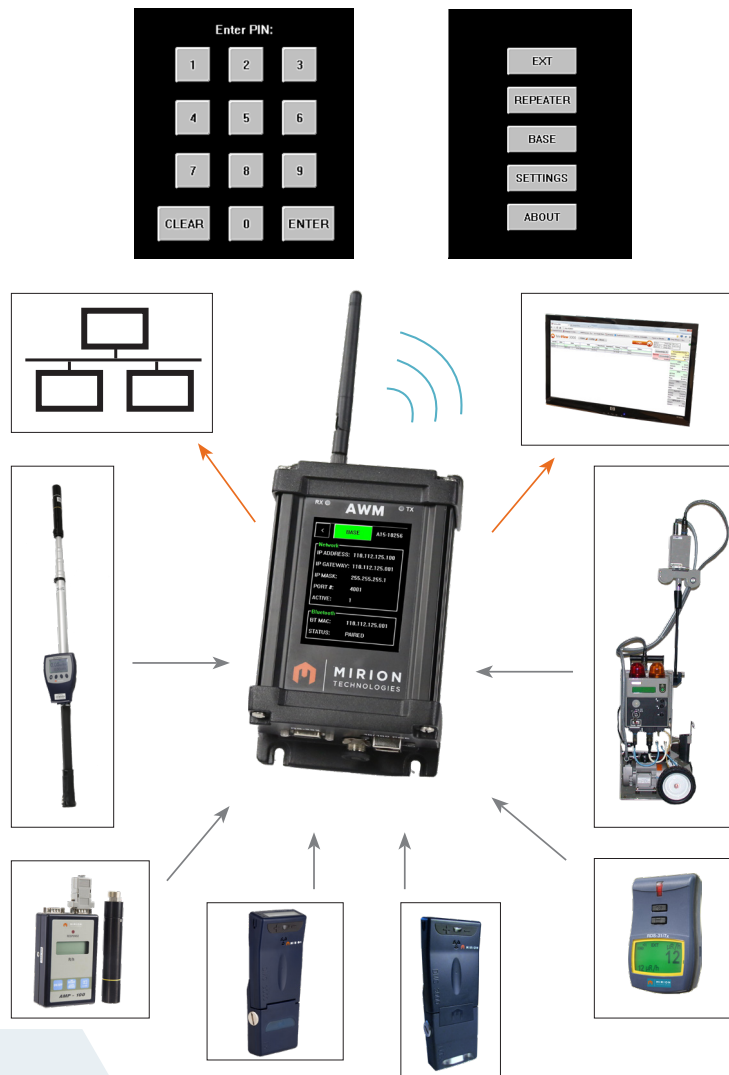 Enter PIN:
1 2 3
4 5 6
7 8 9
CLEAR 0 ENTER
EXT
REPEATER
BASE
SETTINGS
ABOUT
RX TX
AWM
< BASE A15-10256
Network
IP ADDRESS: 118.112.125.100
IP GATEWAY: 118.112.125.001
IP MASK: 255.255.255.1
PORT #: 4001
ACTIVE: 1
Bluetooth
BT MAC: 118.112.125.001
STATUS: PAIRED
MIRION
TECHNOLOGIES
AMP - 100
12
MIRION